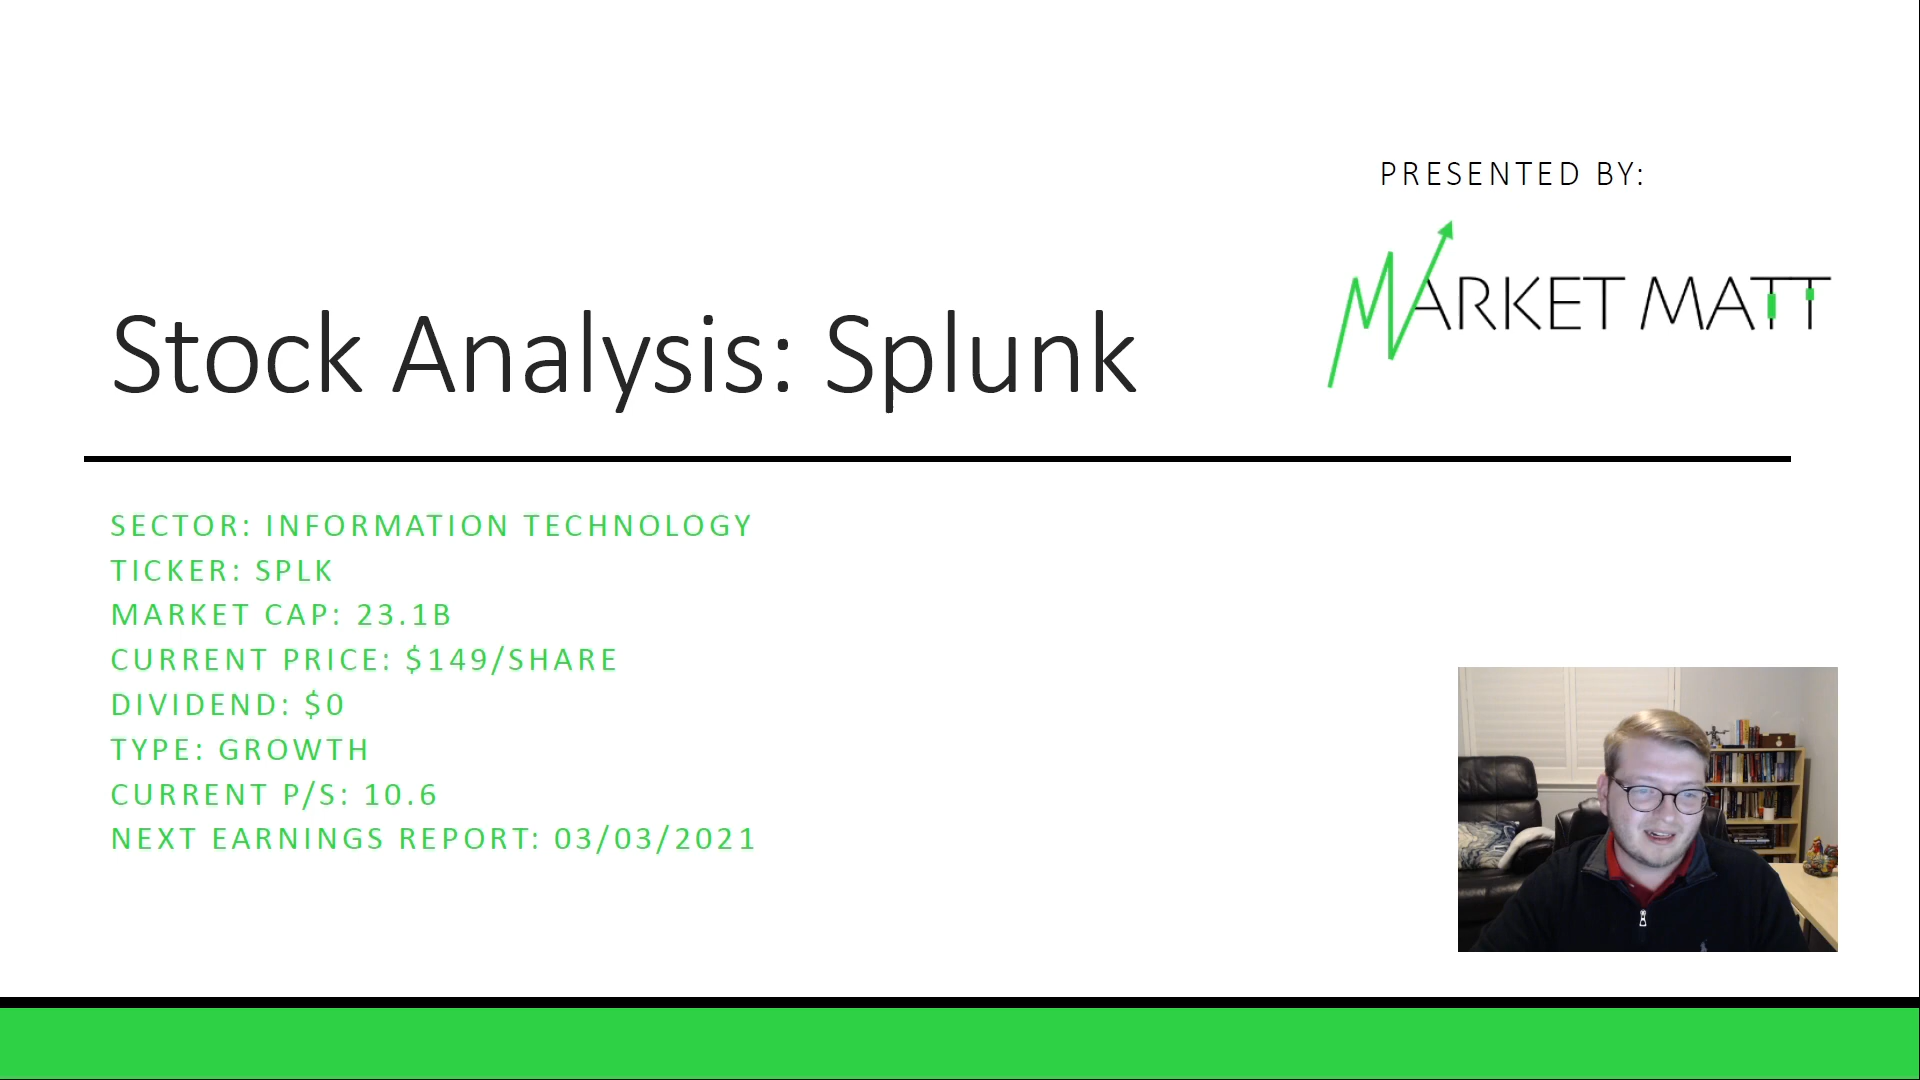 PRESENTED BY:
MARKET MATT
Stock Analysis: Splunk
SECTOR: INFORMATION TECHNOLOGY
TICKER: SPLK
MARKET CAP: 23.1B
CURRENT PRICE: $149/SHARE
DIVIDEND: $0
TYPE: GROWTH
CURRENT P/S: 10.6
NEXT EARNINGS REPORT: 03/03/2021